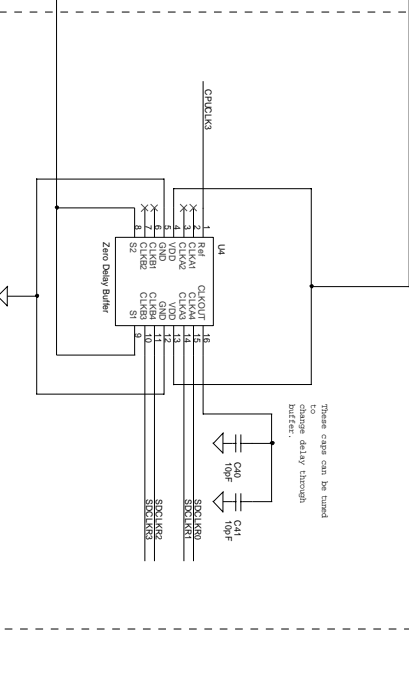 These caps can be tuned
to
change delay through
buffer.
C40
10pF
C41
10pF
U4
CPUCLK3
1 Ref CLKOUT 16
2 CLKA1 CLKA4 15 SDCLKR0
3 CLKA2 CLKA3 14 SDCLKR1
4 VDD VDD 13
5 GND GND 12
6 CLKB1 CLKB4 11 SDCLKR2
7 CLKB2 CLKB3 10 SDCLKR3
8 S2 S1 9
Zero Delay Buffer